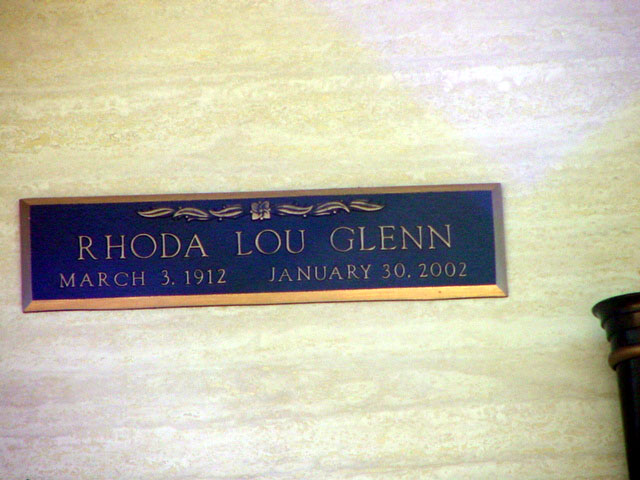 RHODA LOU GLENN
MARCH 3, 1912 JANUARY 30, 2002